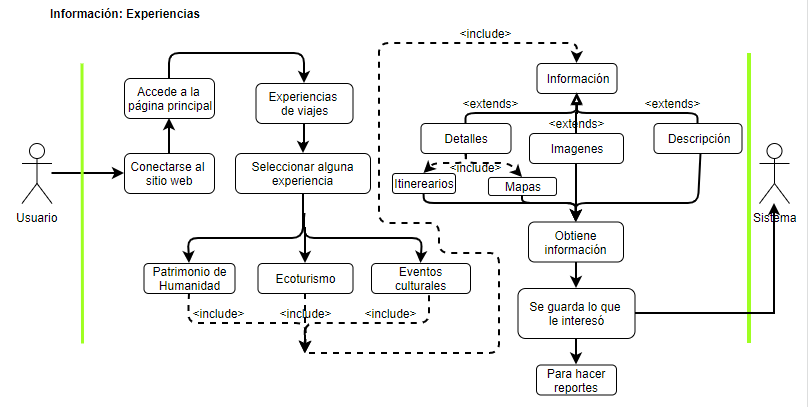 Información: Experiencias
<include>
Accede a la
página principal
Experiencias
de viajes
Información
<extends>
<extends>
<extends>
Detalles
Imagenes
Descripción
Conectarse al
sitio web
Seleccionar alguna
experiencia
<include>
Itinerearios
Mapas
Usuario
Sistema
Obtiene
información
Patrimonio de
Humanidad
Ecoturismo
Eventos
culturales
<include>
<include>
<include>
Se guarda lo que
le interesó
Para hacer
reportes